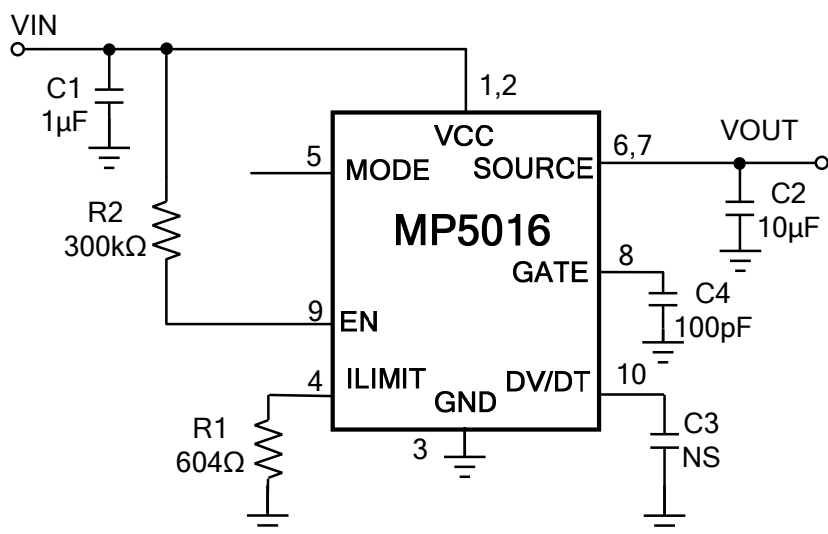 VIN
C1
1µF
1,2
VCC
5
MODE
SOURCE
6,7
VOUT
C2
10µF
R2
300kΩ
MP5016
GATE
8
C4
100pF
9
EN
4
ILIMIT
DV/DT
10
GND
R1
604Ω
3
C3
NS